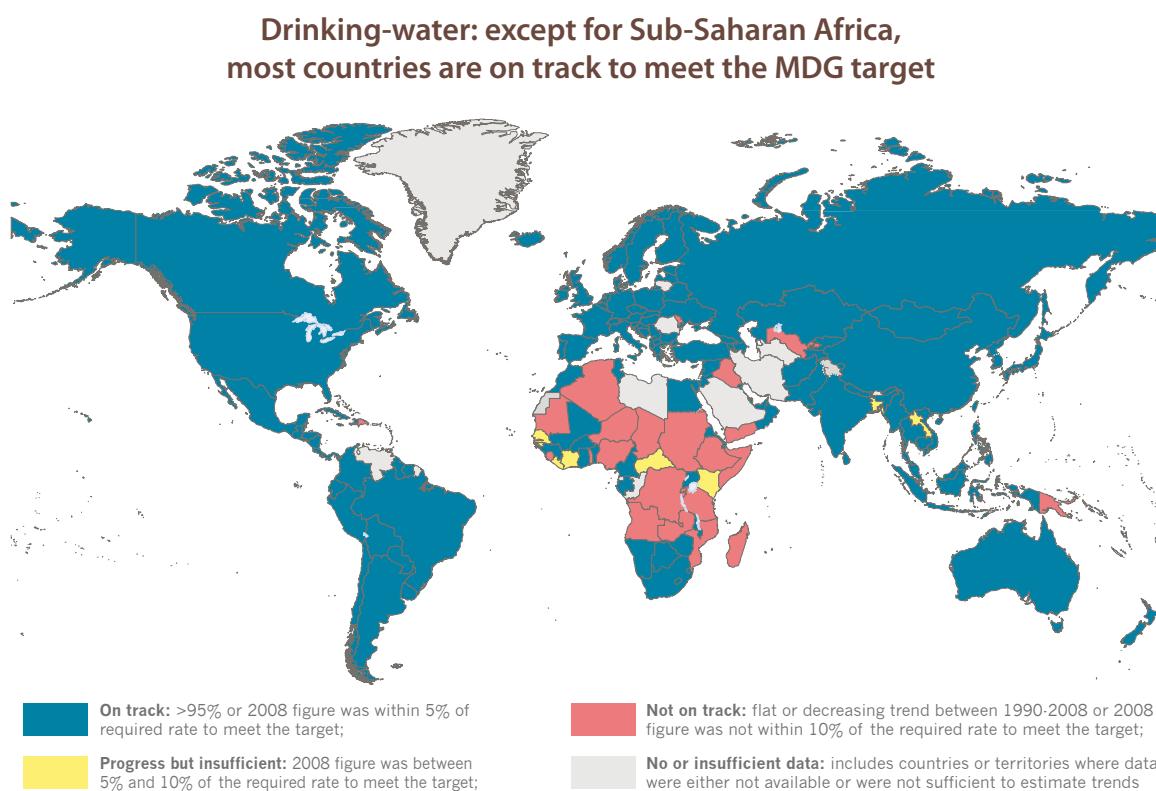 Drinking-water: except for Sub-Saharan Africa,
most countries are on track to meet the MDG target
On track: >95% or 2008 figure was within 5% of
required rate to meet the target;
Progress but insufficient: 2008 figure was between
5% and 10% of the required rate to meet the target;
Not on track: flat or decreasing trend between 1990-2008 or 2008
figure was not within 10% of the required rate to meet the target;
No or insufficient data: includes countries or territories where data
were either not available or were not sufficient to estimate trends